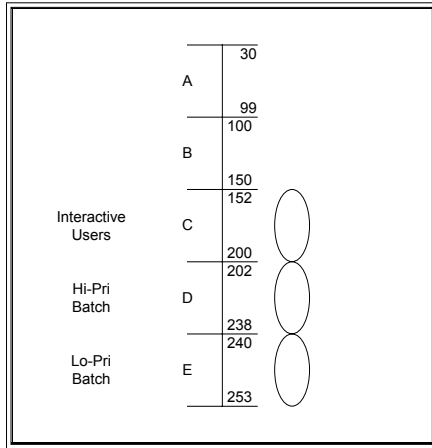 30
A
99
100
B
150
152
Interactive
Users
C
200
202
Hi-Pri
Batch
D
238
240
Lo-Pri
Batch
E
253